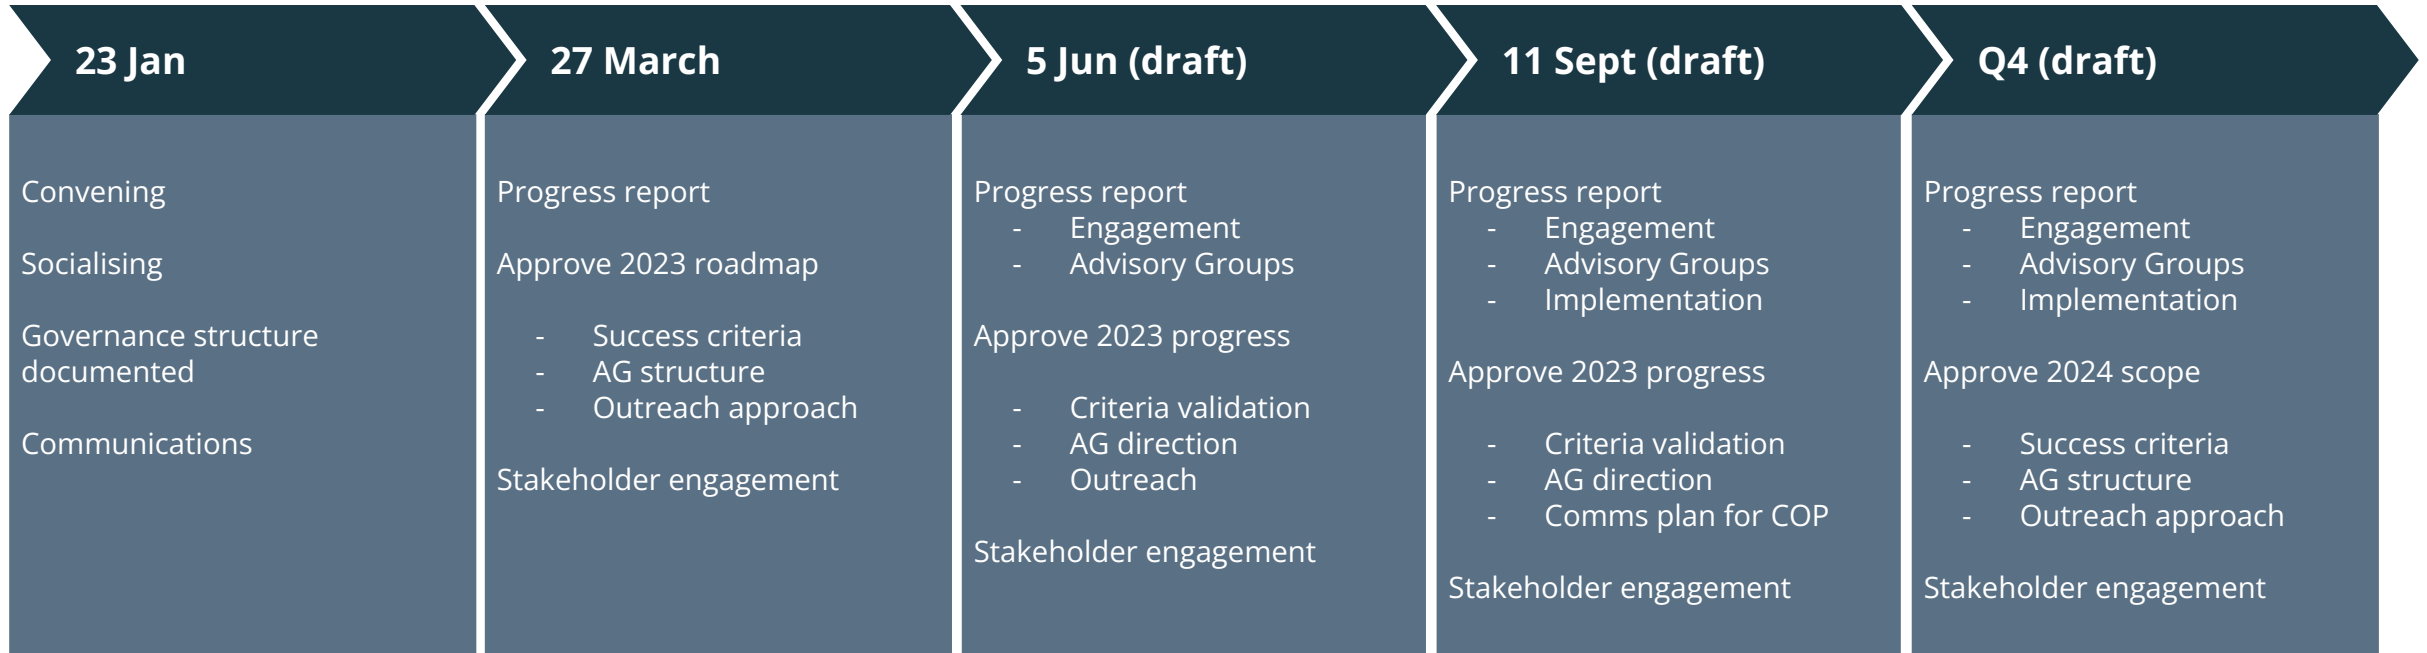 23 Jan
Convening
Socialising
Governance structure
documented
Communications
27 March
Progress report
Approve 2023 roadmap
- Success criteria
- AG structure
- Outreach approach
Stakeholder engagement
5 Jun (draft)
Progress report
- Engagement
- Advisory Groups
Approve 2023 progress
- Criteria validation
- AG direction
- Outreach
Stakeholder engagement
11 Sept (draft)
Progress report
- Engagement
- Advisory Groups
- Implementation
Approve 2023 progress
- Criteria validation
- AG direction
- Comms plan for COP
Stakeholder engagement
Q4 (draft)
Progress report
- Engagement
- Advisory Groups
- Implementation
Approve 2024 scope
- Success criteria
- AG structure
- Outreach approach
Stakeholder engagement